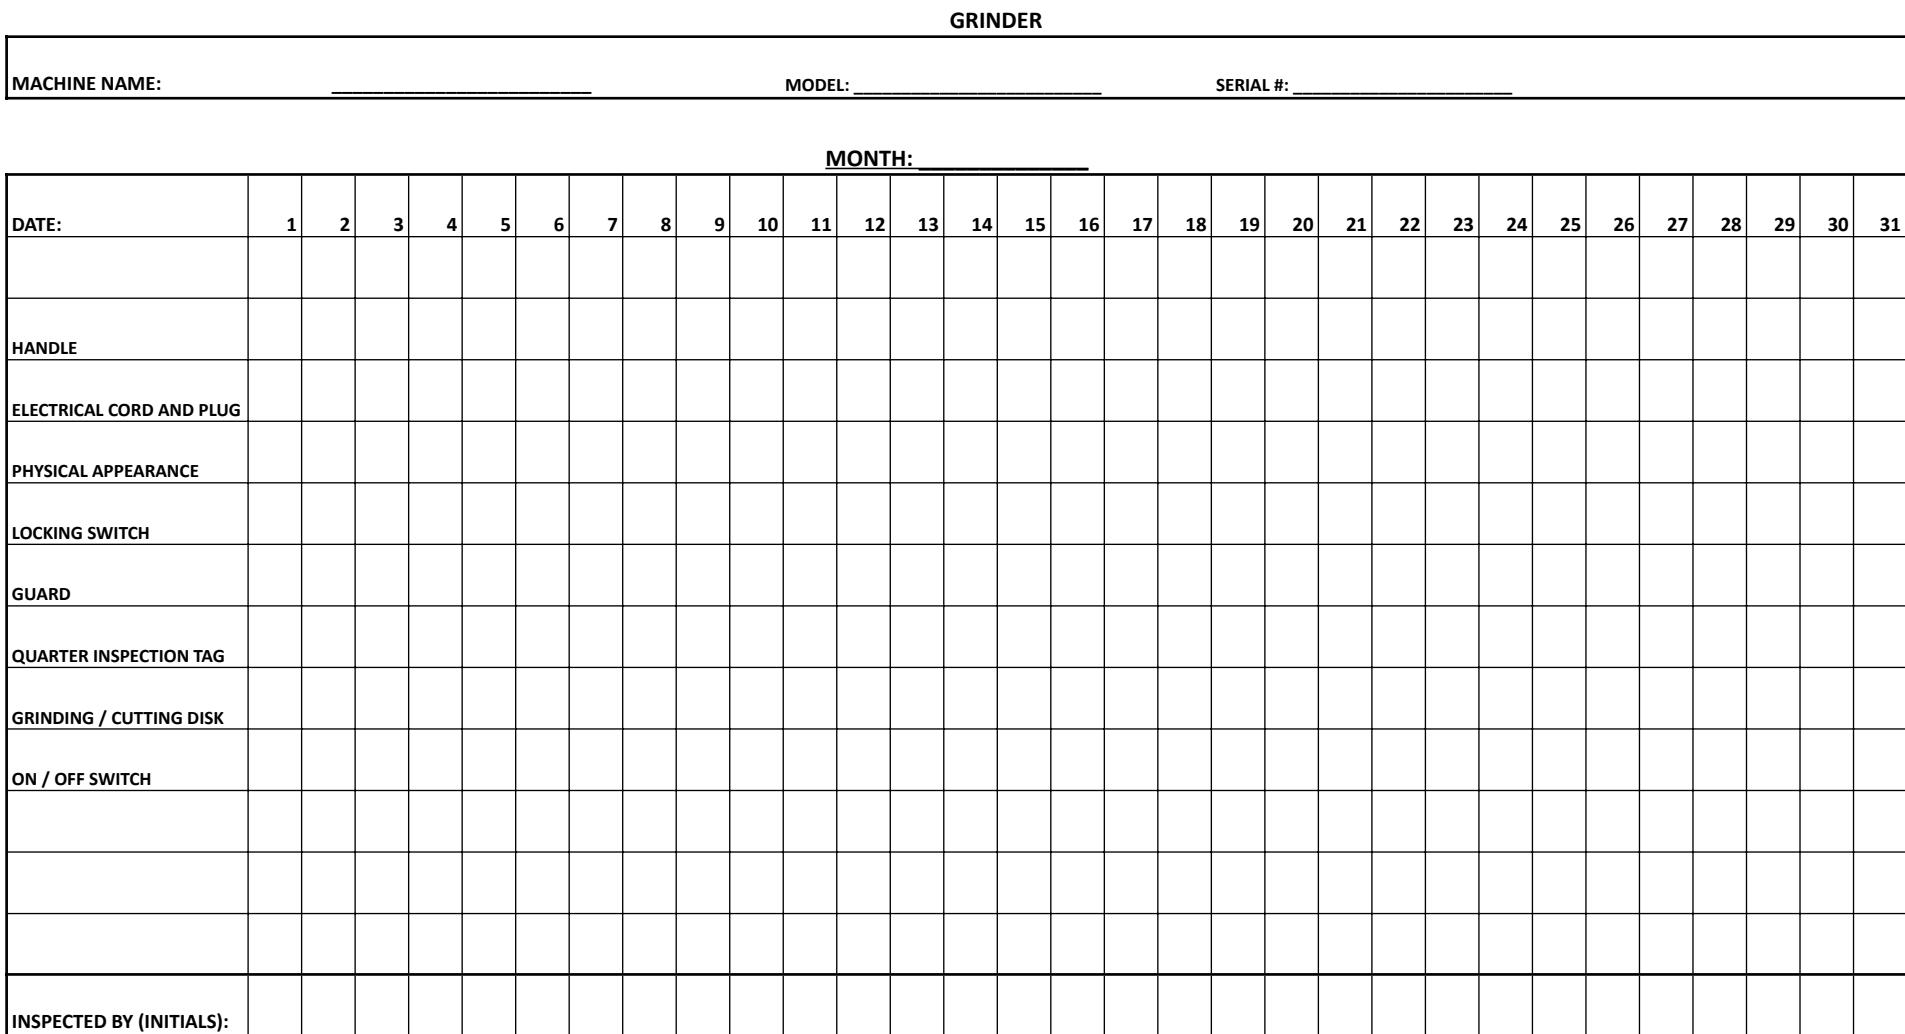 GRINDER
MACHINE NAME: _________________________ MODEL: _________________________ SERIAL #: ______________________
MONTH: ______________
DATE: 1 2 3 4 5 6 7 8 9 10 11 12 13 14 15 16 17 18 19 20 21 22 23 24 25 26 27 28 29 30 31
HANDLE
ELECTRICAL CORD AND PLUG
PHYSICAL APPEARANCE
LOCKING SWITCH
GUARD
QUARTER INSPECTION TAG
GRINDING / CUTTING DISK
ON / OFF SWITCH
INSPECTED BY (INITIALS):